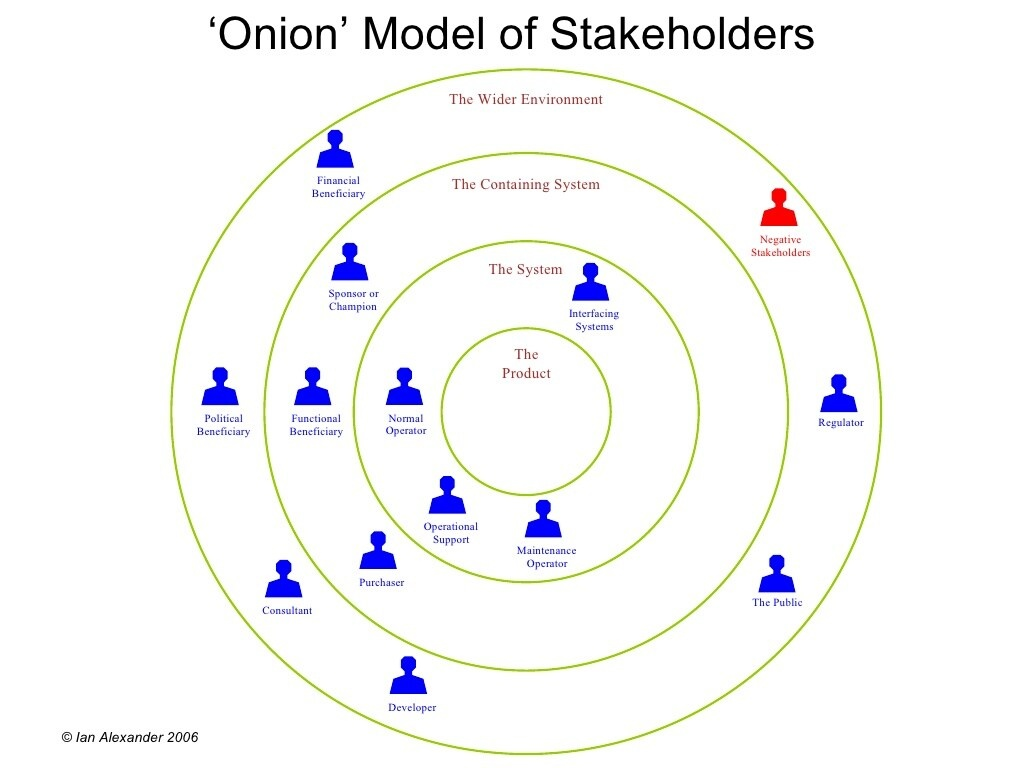 ‘Onion’ Model of Stakeholders
The Wider Environment
Financial
Beneficiary
The Containing System
Negative
Stakeholders
The System
Sponsor or
Champion
Interfacing
Systems
The
Product
Political
Beneficiary
Functional
Beneficiary
Normal
Operator
Regulator
Operational
Support
Maintenance
Operator
Purchaser
Consultant
The Public
Developer
© Ian Alexander 2006